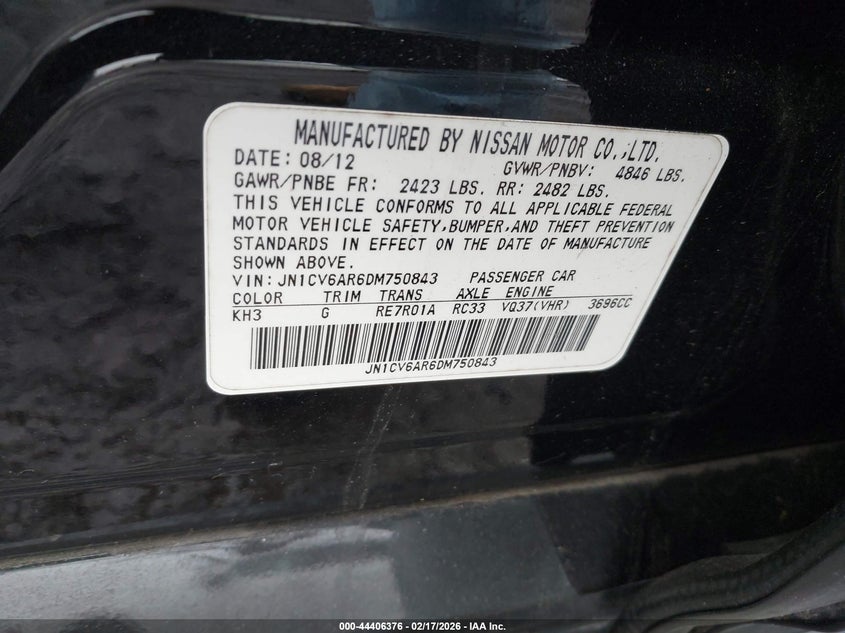 MANUFACTURED BY NISSAN MOTOR CO.,LTD.
DATE: 08/12 GVWR/PNBV: 4846 LBS.
GAWR/PNBE FR: 2423 LBS. RR: 2482 LBS.
THIS VEHICLE CONFORMS TO ALL APPLICABLE FEDERAL
MOTOR VEHICLE SAFETY,BUMPER,AND THEFT PREVENTION
STANDARDS IN EFFECT ON THE DATE OF MANUFACTURE
SHOWN ABOVE.
VIN: JN1CV6AR6DM750843 PASSENGER CAR
COLOR TRIM TRANS AXLE ENGINE
KH3 G RE7R01A RC33 VQ37(VHR) 3696CC
JN1CV6AR6DM750843
000-44406376 — 02/17/2026 — IAA Inc.